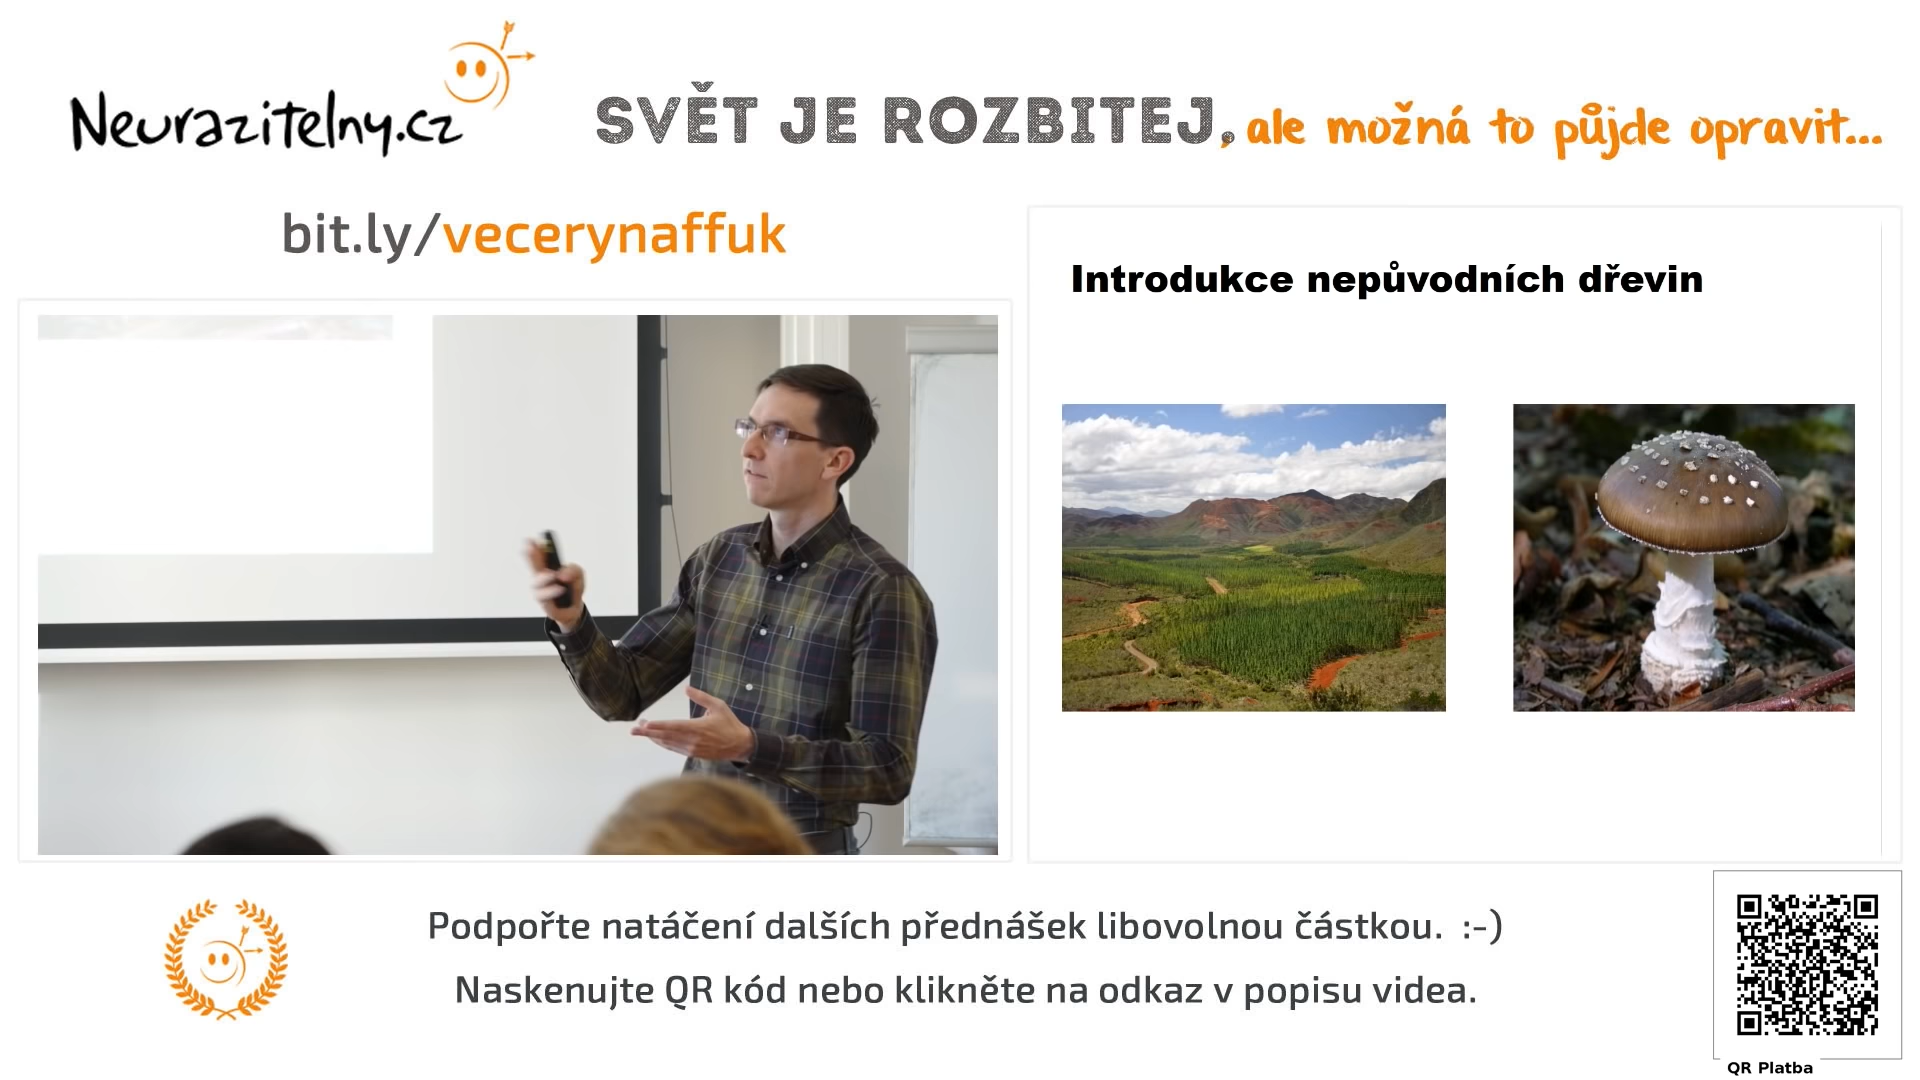 Neurazitelny.cz
SVĚT JE ROZBITEJ, ale možná to půjde opravit...
bit.ly/vecerynaffuk
Introdukce nepůvodních dřevin
Podpořte natáčení dalších přednášek libovolnou částkou. :-)
Naskenujte QR kód nebo klikněte na odkaz v popisu videa.
QR Platba